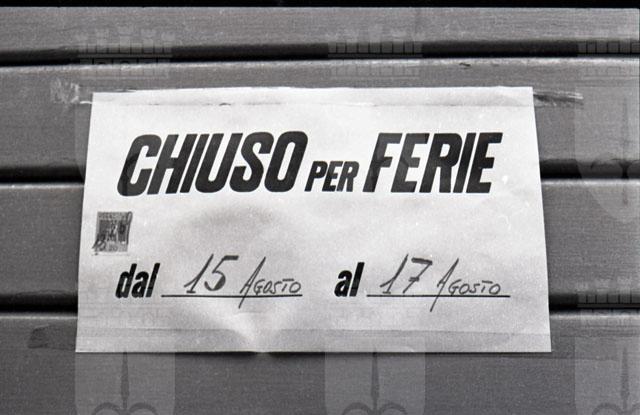 CHIUSO PER FERIE
dal 15 AGOSTO al 17 AGOSTO